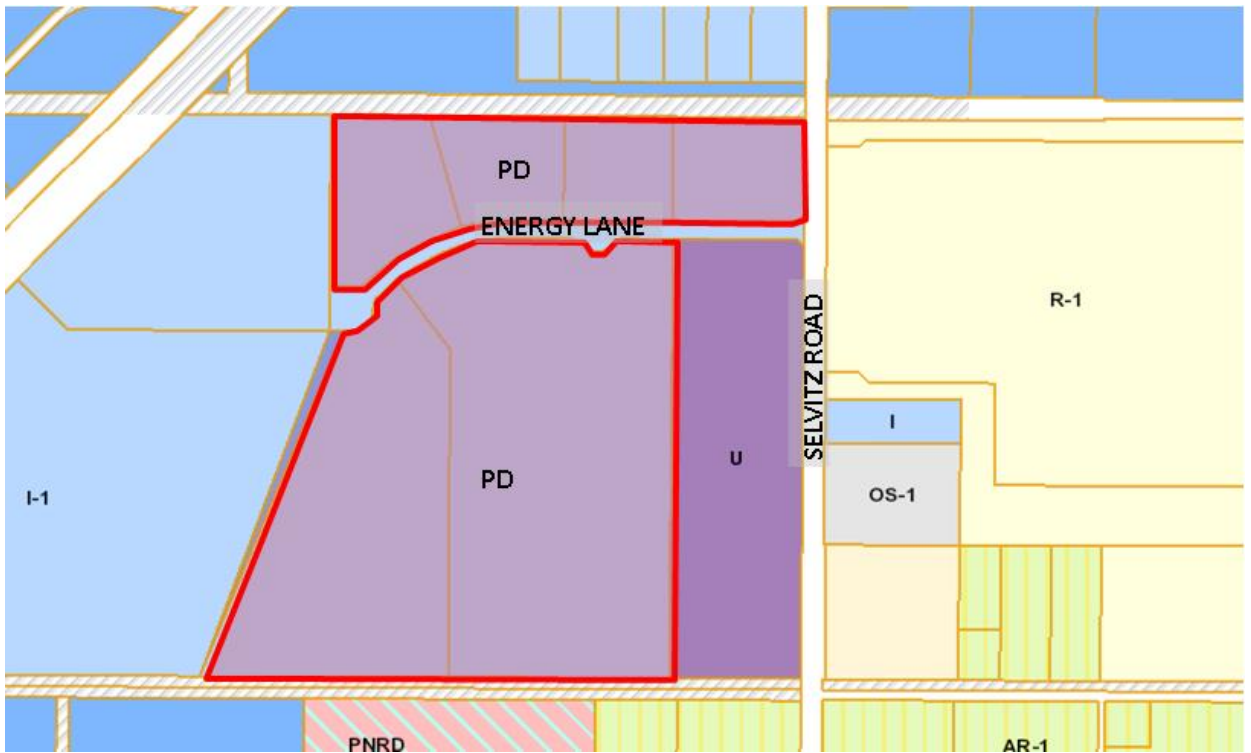 PD
ENERGY LANE
R-1
SELVITZ ROAD
I
U
PD
OS-1
I-1
PNRD
AR-1